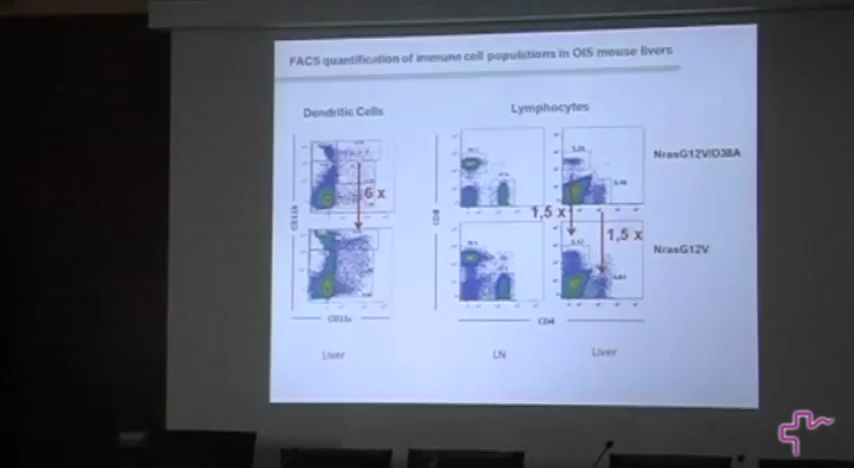 FACS quantification of immune cell populations in OIS mouse livers
Dendritic Cells
Lymphocytes
NrasG12V/D38A
6 x
1,5 x
1,5 x
NrasG12V
CD11b
CD8
CD11c
CD4
Liver
LN
Liver